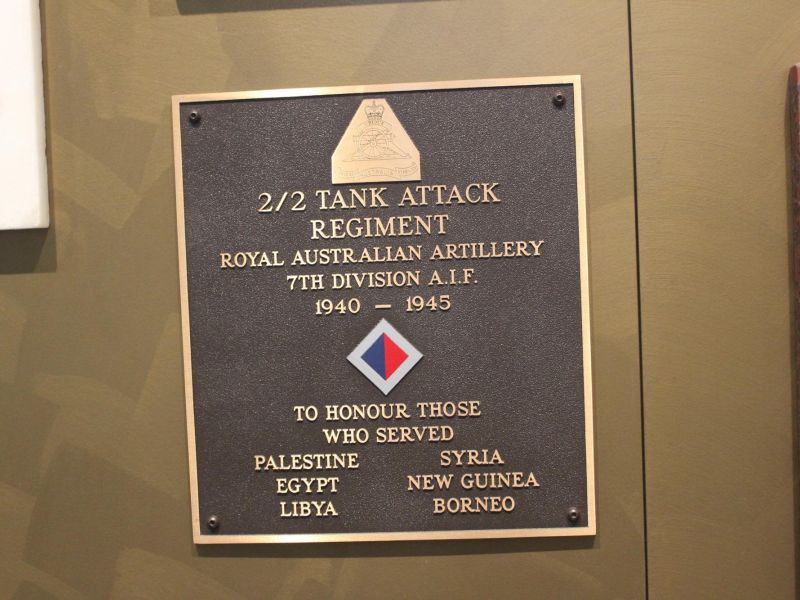 2/2 TANK ATTACK
REGIMENT
ROYAL AUSTRALIAN ARTILLERY
7TH DIVISION A.I.F.
1940 — 1945
TO HONOUR THOSE
WHO SERVED
PALESTINE SYRIA
EGYPT NEW GUINEA
LIBYA BORNEO